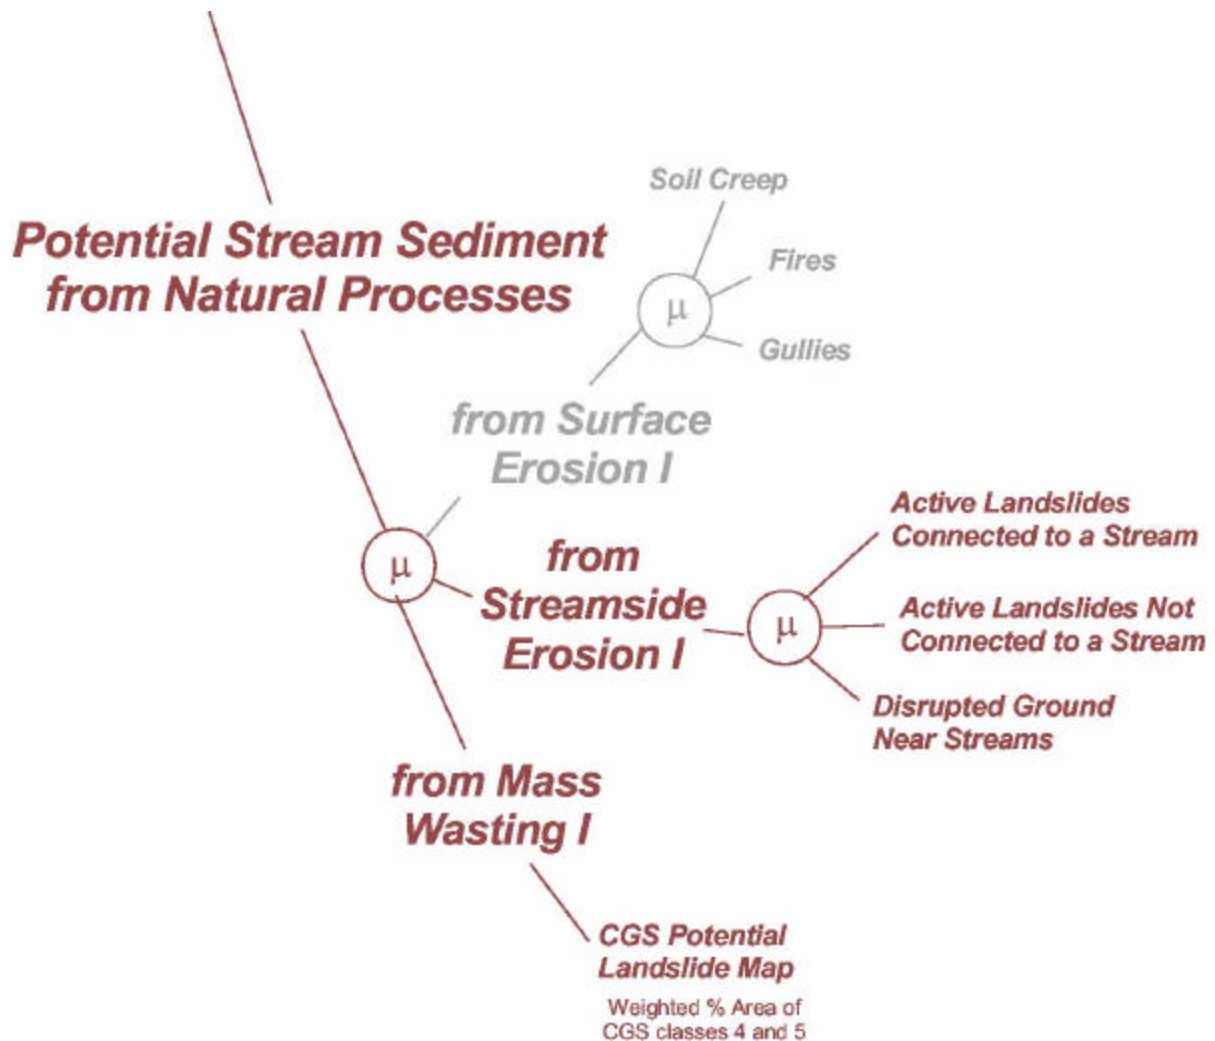 Potential Stream Sediment
from Natural Processes
Soil Creep
Fires
μ
Gullies
from Surface
Erosion I
μ
from
Streamside
Erosion I
μ
Active Landslides
Connected to a Stream
Active Landslides Not
Connected to a Stream
Disrupted Ground
Near Streams
from Mass
Wasting I
CGS Potential
Landslide Map
Weighted % Area of
CGS classes 4 and 5